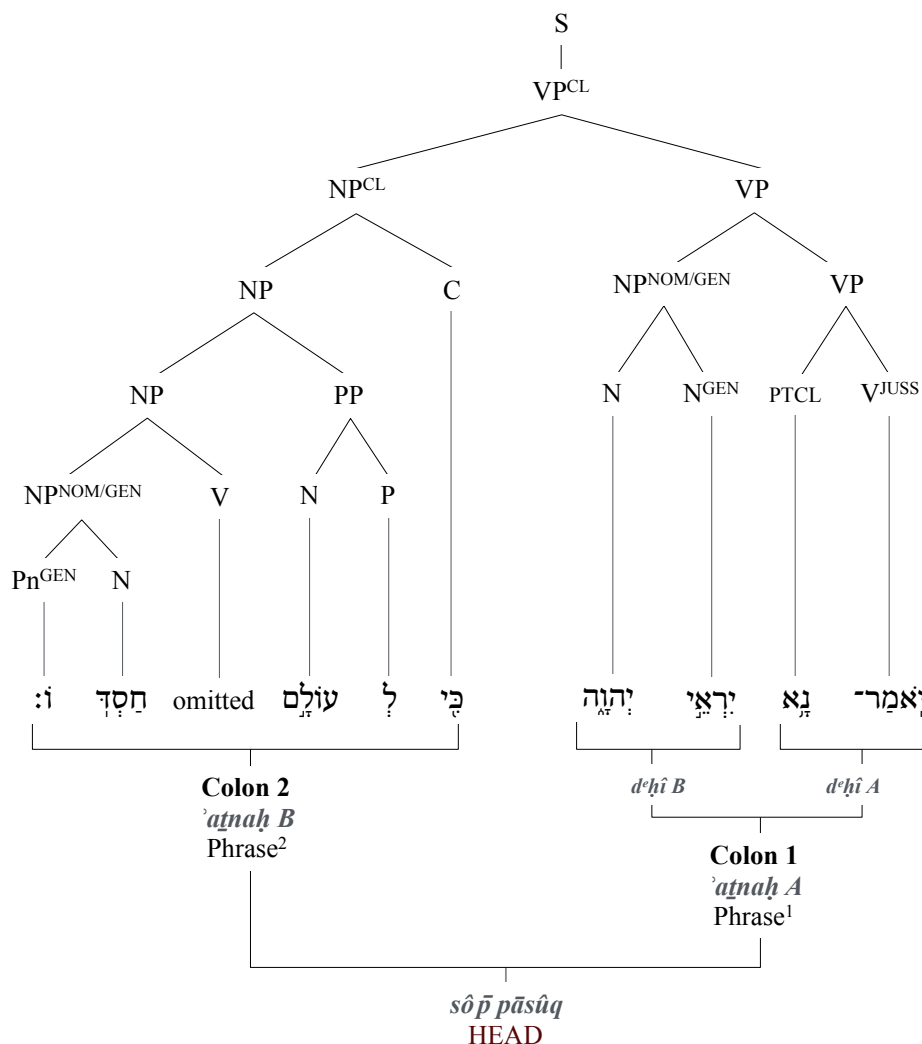 S
VP^CL
NP^CL VP
NP C NP^NOM/GEN VP
NP PP N N^GEN PTCL V^JUSS
NP^NOM/GEN V N P
Pn^GEN N
יֹֽאמַר־ נָ֥א יִרְאֵ֣י יְהוָ֑ה כִּ֖י לְ עוֹלָ֣ם omitted חַסְדּֽ וֹ׃
dᵉḥî B dᵉḥî A
Colon 2
ʾaṯnaḥ B
Phrase²
Colon 1
ʾaṯnaḥ A
Phrase¹
sôp̄ pāsûq
HEAD